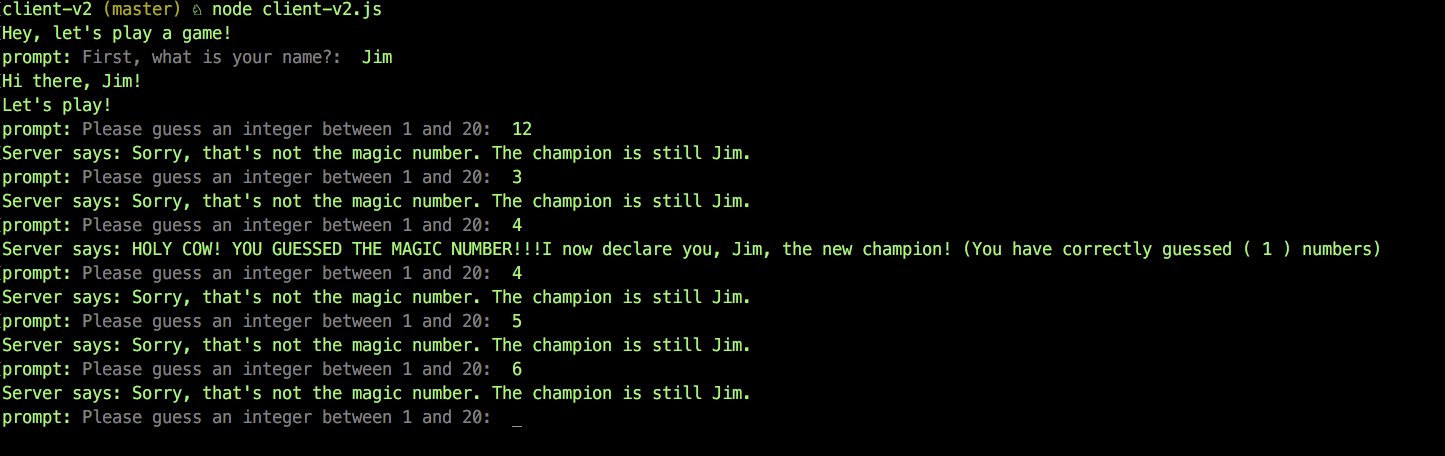 client-v2 (master) ♘ node client-v2.js
Hey, let's play a game!
prompt: First, what is your name?:  Jim
Hi there, Jim!
Let's play!
prompt: Please guess an integer between 1 and 20:  12
Server says: Sorry, that's not the magic number. The champion is still Jim.
prompt: Please guess an integer between 1 and 20:  3
Server says: Sorry, that's not the magic number. The champion is still Jim.
prompt: Please guess an integer between 1 and 20:  4
Server says: HOLY COW! YOU GUESSED THE MAGIC NUMBER!!!I now declare you, Jim, the new champion! (You have correctly guessed ( 1 ) numbers)
prompt: Please guess an integer between 1 and 20:  4
Server says: Sorry, that's not the magic number. The champion is still Jim.
prompt: Please guess an integer between 1 and 20:  5
Server says: Sorry, that's not the magic number. The champion is still Jim.
prompt: Please guess an integer between 1 and 20:  6
Server says: Sorry, that's not the magic number. The champion is still Jim.
prompt: Please guess an integer between 1 and 20:  _